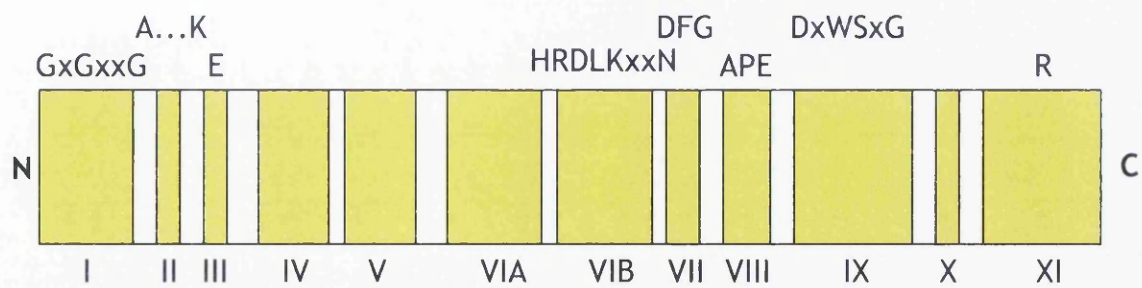 A...K DFG DxWSxG
GxGxxG E HRDLKxxN APE R
N C
I II III IV V VIA VIB VII VIII IX X XI